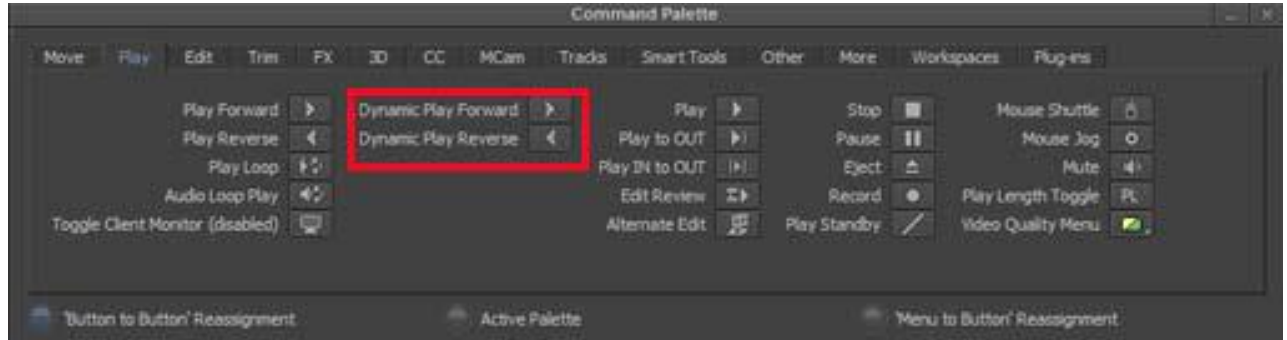 Command Palette
Move Play Edit Trim FX 3D CC MCam Tracks Smart Tools Other More Workspaces Plug-ins
Play Forward Dynamic Play Forward Play Stop Mouse Shuttle
Play Reverse Dynamic Play Reverse Play to OUT Pause Mouse Jog
Play Loop Play IN to OUT Eject Mute
Audio Loop Play Edit Review Record Play Length Toggle PL
Toggle Client Monitor (disabled) Alternate Edit Play Standby Video Quality Menu
'Button to Button' Reassignment Active Palette 'Menu to Button' Reassignment